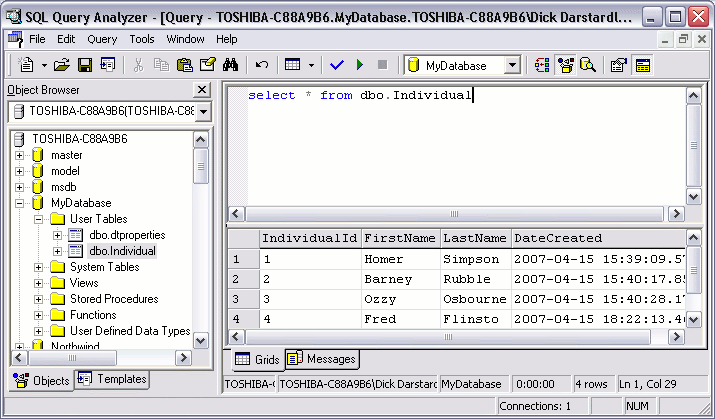 SQL Query Analyzer - [Query - TOSHIBA-C88A9B6.MyDatabase.TOSHIBA-C88A9B6\Dick Darstardl...
File Edit Query Tools Window Help
MyDatabase
Object Browser
TOSHIBA-C88A9B6(TOSHIBA-C88
TOSHIBA-C88A9B6
master
model
msdb
MyDatabase
User Tables
dbo.dtproperties
dbo.Individual
System Tables
Views
Stored Procedures
Functions
User Defined Data Types
Northwind
Objects Templates
select * from dbo.Individual
IndividualId FirstName LastName DateCreated
1 1 Homer Simpson 2007-04-15 15:39:09.57
2 2 Barney Rubble 2007-04-15 15:40:17.85
3 3 Ozzy Osbourne 2007-04-15 15:40:28.17
4 4 Fred Flinsto 2007-04-15 18:22:13.46
Grids Messages
TOSHIBA- TOSHIBA-C88A9B6\Dick Darstard MyDatabase 0:00:00 4 rows Ln 1, Col 29
Connections: 1 NUM